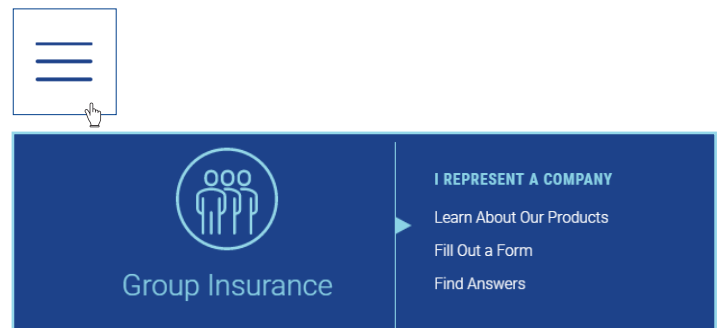 Group Insurance
I REPRESENT A COMPANY
Learn About Our Products
Fill Out a Form
Find Answers